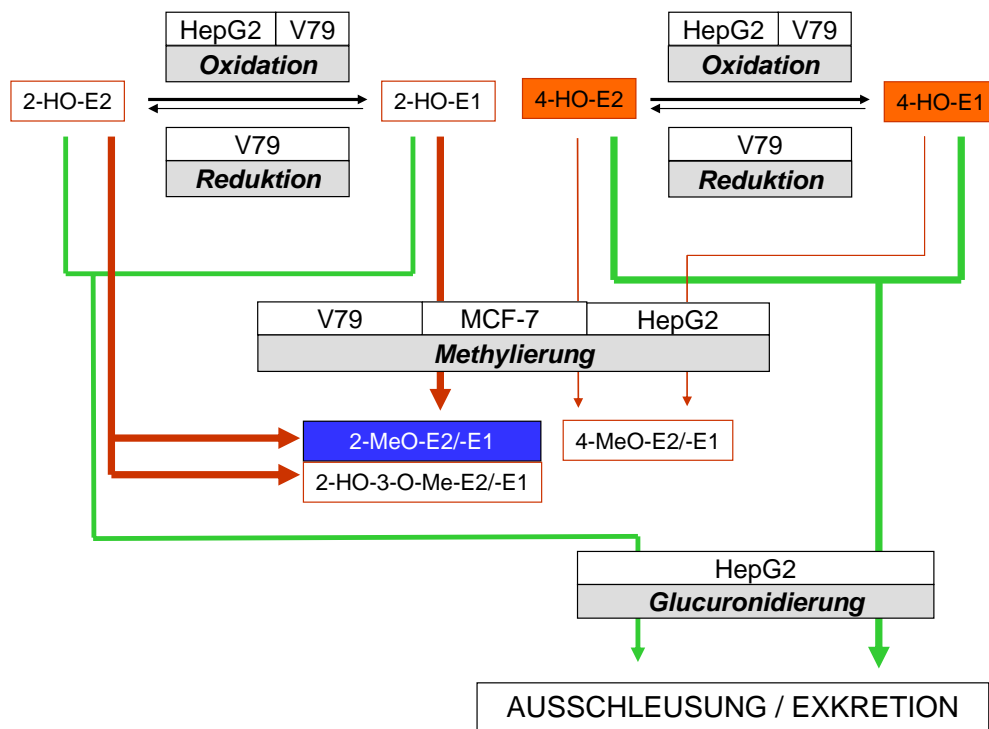 HepG2 V79 HepG2 V79
Oxidation Oxidation
2-HO-E2 2-HO-E1 4-HO-E2 4-HO-E1
V79 V79
Reduktion Reduktion
V79 MCF-7 HepG2
Methylierung
2-MeO-E2/-E1 4-MeO-E2/-E1
2-HO-3-O-Me-E2/-E1
HepG2
Glucuronidierung
AUSSCHLEUSUNG / EXKRETION